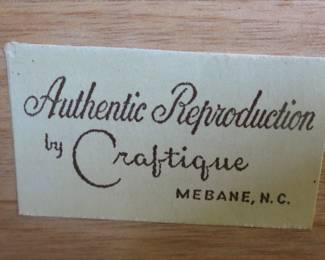 Authentic Reproduction
by Craftique
MEBANE, N.C.